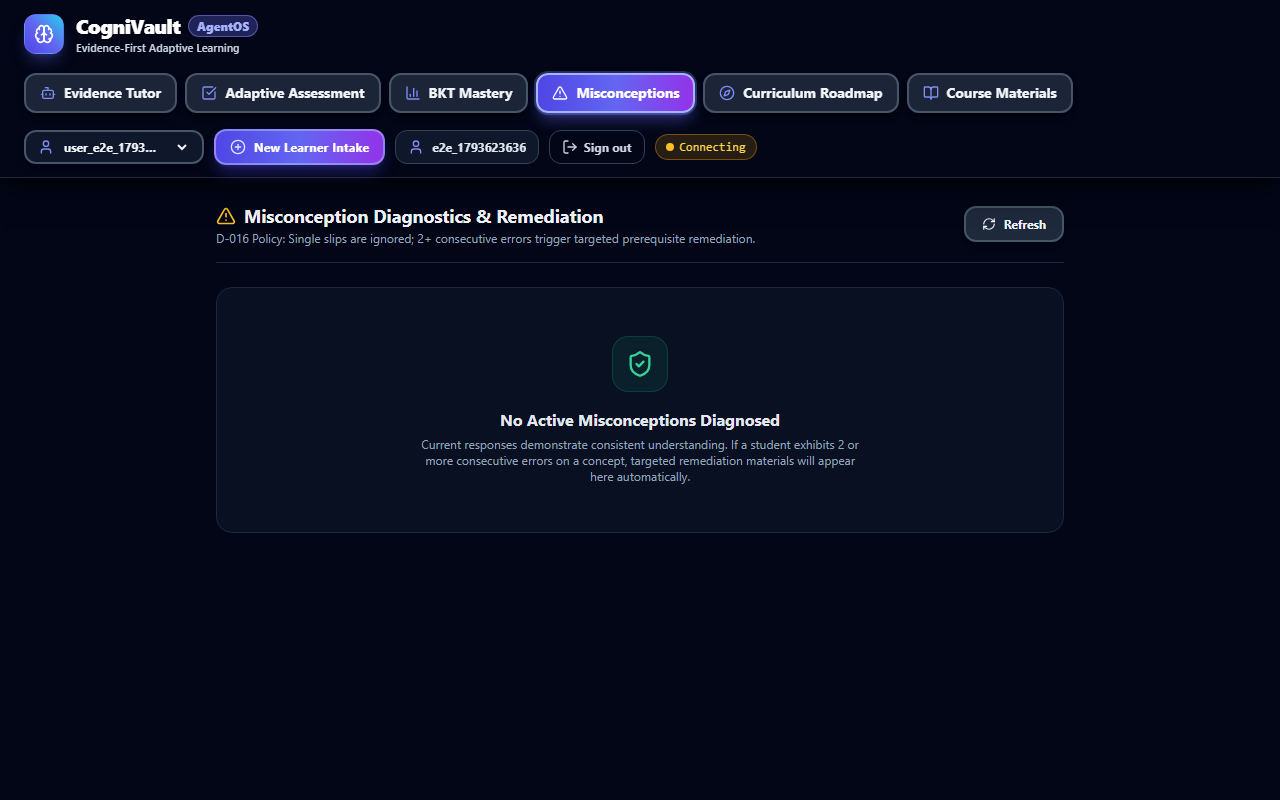 CogniVault AgentOS
Evidence-First Adaptive Learning
Evidence Tutor
Adaptive Assessment
BKT Mastery
Misconceptions
Curriculum Roadmap
Course Materials
user_e2e_1793...
New Learner Intake
e2e_1793623636
Sign out
Connecting
Misconception Diagnostics & Remediation
D-016 Policy: Single slips are ignored; 2+ consecutive errors trigger targeted prerequisite remediation.
Refresh
No Active Misconceptions Diagnosed
Current responses demonstrate consistent understanding. If a student exhibits 2 or
more consecutive errors on a concept, targeted remediation materials will appear
here automatically.